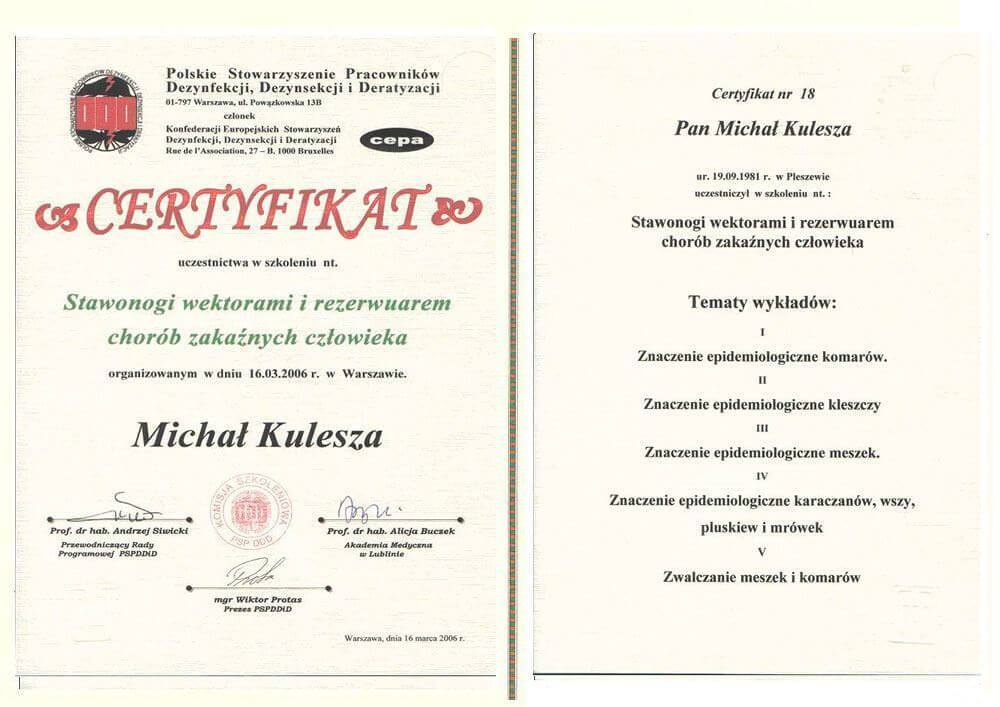 Polskie Stowarzyszenie Pracowników
Dezynfekcji, Dezynsekcji i Deratyzacji
01-797 Warszawa, ul. Powązkowska 13B
członek
Konfederacji Europejskich Stowarzyszeń
Dezynfekcji, Dezynsekcji i Deratyzacji
Rue de l'Association, 27 – B. 1000 Bruxelles
cepa
CERTYFIKAT
uczestnictwa w szkoleniu nt.
Stawonogi wektorami i rezerwuarem
chorób zakaźnych człowieka
organizowanym w dniu 16.03.2006 r. w Warszawie.
Michał Kulesza
KOMISJA SZKOLENIOWA
PSP DDD
Prof. dr hab. Andrzej Siwicki
Przewodniczący Rady
Programowej PSPDDiD
Prof. dr hab. Alicja Buczek
Akademia Medyczna
w Lublinie
mgr Wiktor Protas
Prezes PSPDDiD
Warszawa, dnia 16 marca 2006 r.
Certyfikat nr 18
Pan Michał Kulesza
ur. 19.09.1981 r. w Pleszewie
uczestniczył w szkoleniu nt. :
Stawonogi wektorami i rezerwuarem
chorób zakaźnych człowieka
Tematy wykładów:
I
Znaczenie epidemiologiczne komarów.
II
Znaczenie epidemiologiczne kleszczy
III
Znaczenie epidemiologiczne meszek.
IV
Znaczenie epidemiologiczne karaczanów, wszy,
pluskiew i mrówek
V
Zwalczanie meszek i komarów